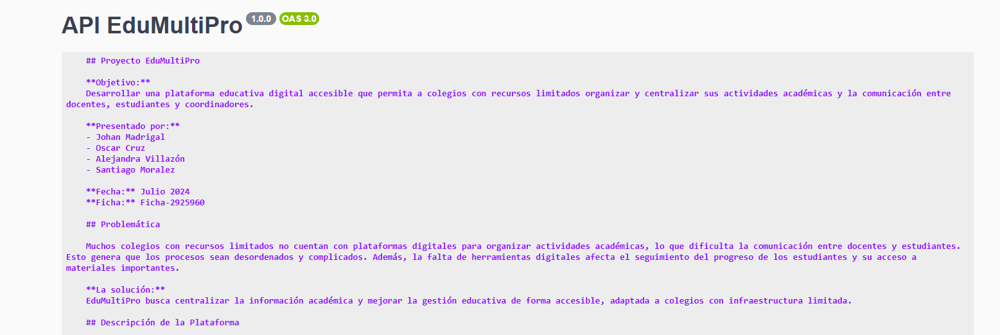 API EduMultiPro 1.0.0 OAS 3.0
## Proyecto EduMultiPro
**Objetivo:**
Desarrollar una plataforma educativa digital accesible que permita a colegios con recursos limitados organizar y centralizar sus actividades académicas y la comunicación entre
docentes, estudiantes y coordinadores.
**Presentado por:**
- Johan Madrigal
- Oscar Cruz
- Alejandra Villazón
- Santiago Moralez
**Fecha:** Julio 2024
**Ficha:** Ficha-2925960
## Problemática
Muchos colegios con recursos limitados no cuentan con plataformas digitales para organizar actividades académicas, lo que dificulta la comunicación entre docentes y estudiantes.
Esto genera que los procesos sean desordenados y complicados. Además, la falta de herramientas digitales afecta el seguimiento del progreso de los estudiantes y su acceso a
materiales importantes.
**La solución:**
EduMultiPro busca centralizar la información académica y mejorar la gestión educativa de forma accesible, adaptada a colegios con infraestructura limitada.
## Descripción de la Plataforma